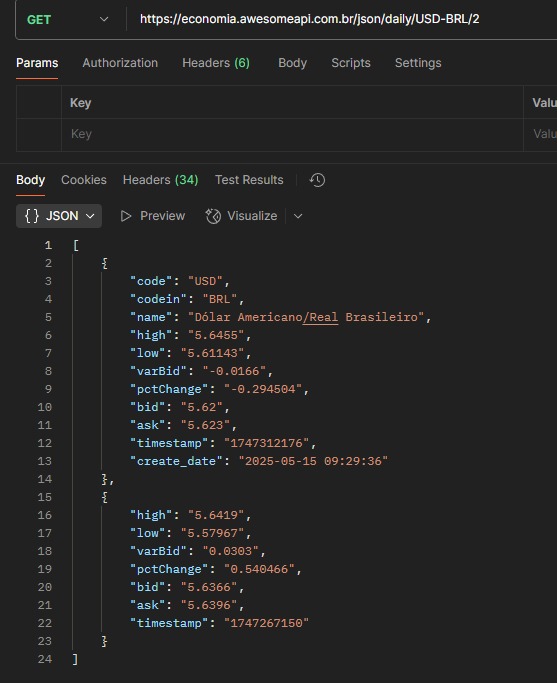 GET https://economia.awesomeapi.com.br/json/daily/USD-BRL/2
Params Authorization Headers (6) Body Scripts Settings
Key Valu
Key Valu
Body Cookies Headers (34) Test Results
{} JSON Preview Visualize
1 [
2 {
3 "code": "USD",
4 "codein": "BRL",
5 "name": "Dólar Americano/Real Brasileiro",
6 "high": "5.6455",
7 "low": "5.61143",
8 "varBid": "-0.0166",
9 "pctChange": "-0.294504",
10 "bid": "5.62",
11 "ask": "5.623",
12 "timestamp": "1747312176",
13 "create_date": "2025-05-15 09:29:36"
14 },
15 {
16 "high": "5.6419",
17 "low": "5.57967",
18 "varBid": "0.0303",
19 "pctChange": "0.540466",
20 "bid": "5.6366",
21 "ask": "5.6396",
22 "timestamp": "1747267150"
23 }
24 ]